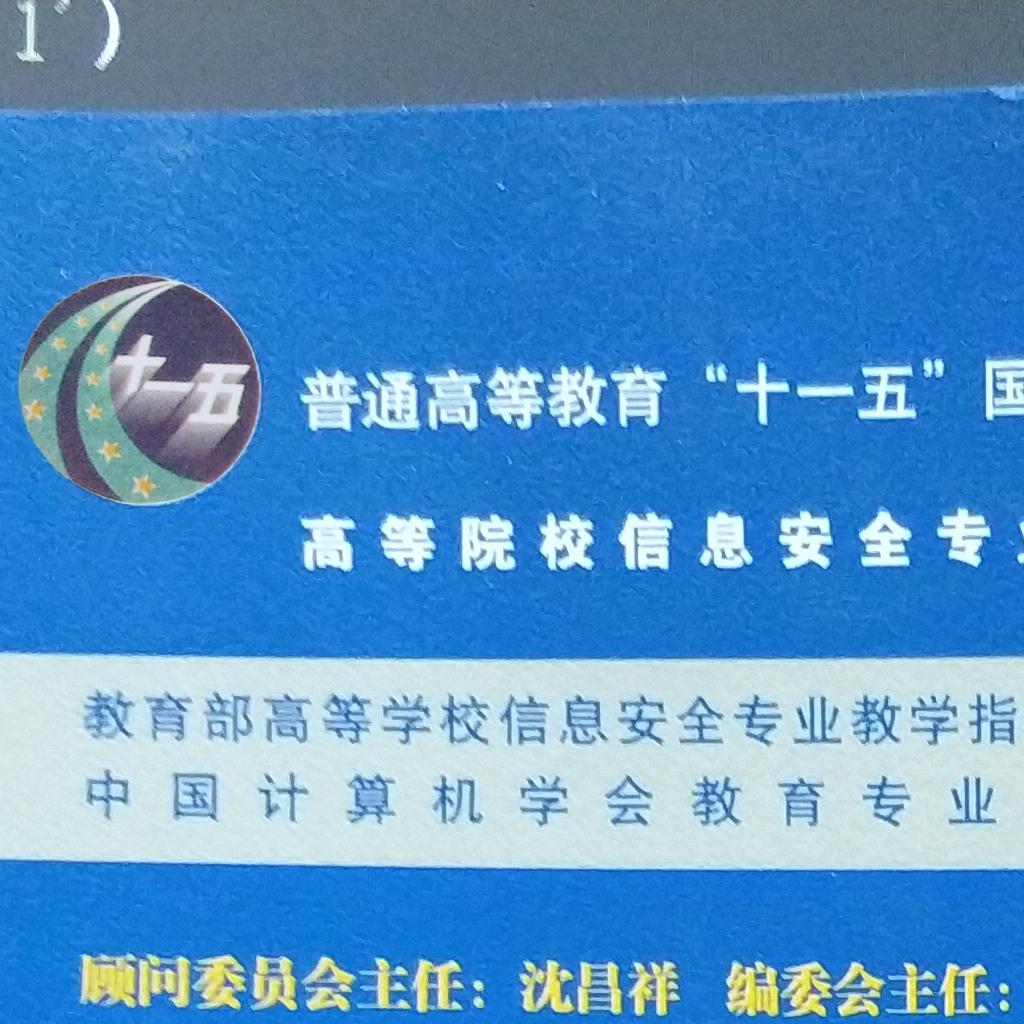 1')
十一五
普通高等教育“十一五”国
高等院校信息安全专
教育部高等学校信息安全专业教学指
中国计算机学会教育专业
顾问委员会主任：沈昌祥 编委会主任：